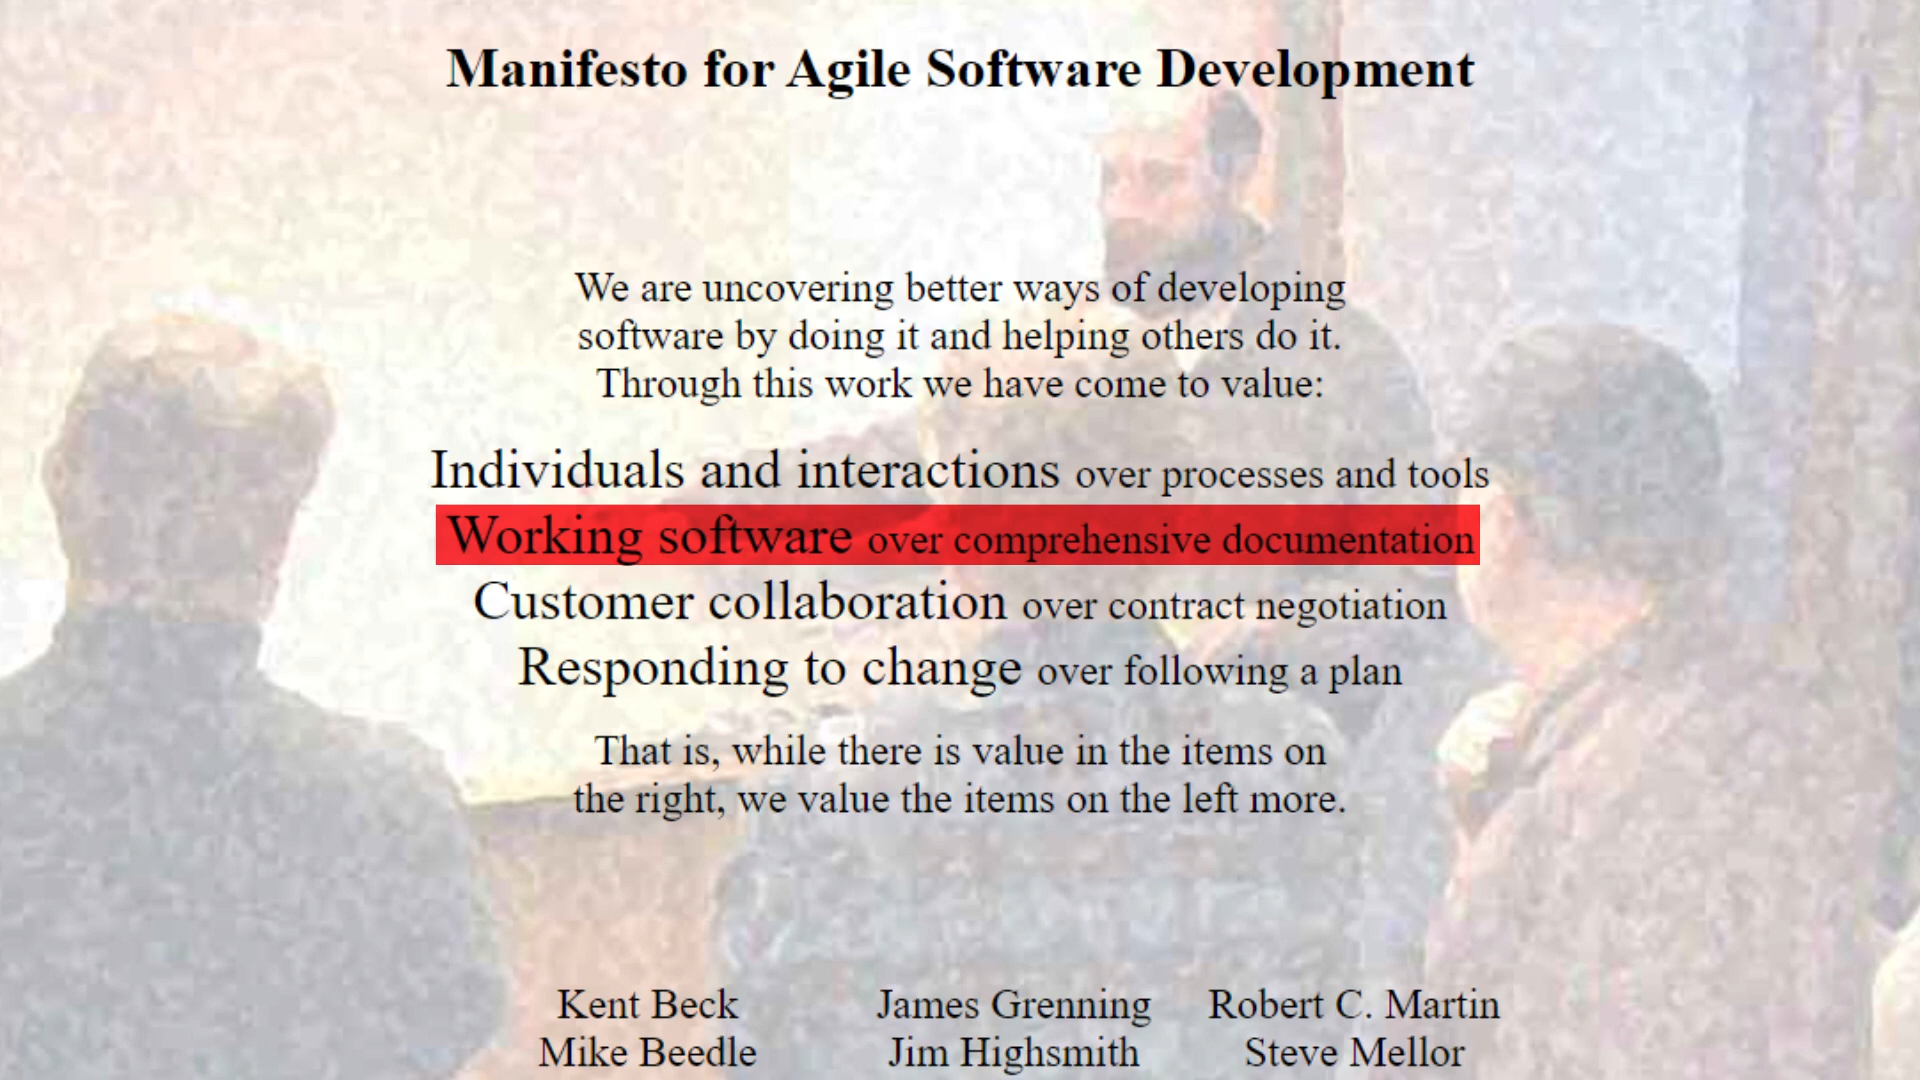 Manifesto for Agile Software Development
We are uncovering better ways of developing
software by doing it and helping others do it.
Through this work we have come to value:
Individuals and interactions over processes and tools
Working software over comprehensive documentation
Customer collaboration over contract negotiation
Responding to change over following a plan
That is, while there is value in the items on
the right, we value the items on the left more.
Kent Beck James Grenning Robert C. Martin
Mike Beedle Jim Highsmith Steve Mellor